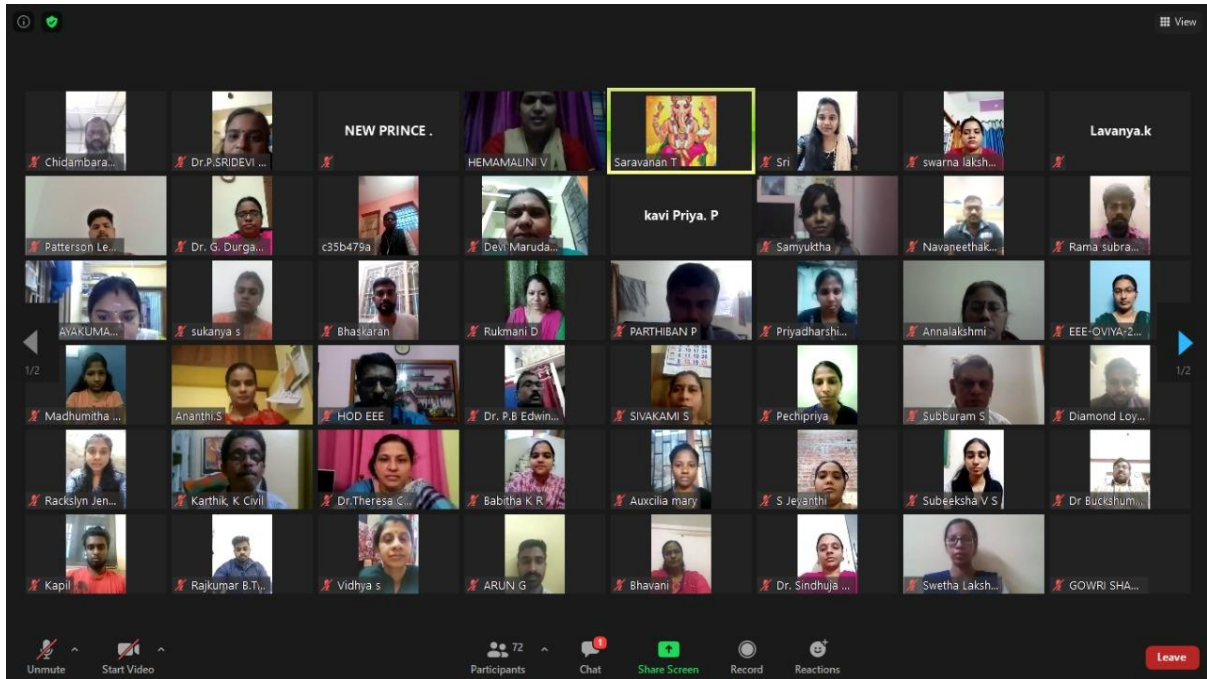 View
Chidambara...
Dr.P.SRIDEVI ...
NEW PRINCE .
HEMAMALINI V
Saravanan T
Sri
swarna laksh...
Lavanya.k
Patterson Le...
Dr. G. Durga...
c35b479a
Devi Maruda...
kavi Priya. P
Samyuktha
Navaneethak...
Rama subra...
AYAKUMA...
sukanya s
Bhaskaran
Rukmani D
PARTHIBAN P
Priyadharshi...
Annalakshmi
EEE-OVIYA-2...
1/2
1/2
Madhumitha ...
Ananthi.S
HOD EEE
Dr. P.B Edwin...
SIVAKAMI S
Pechipriya
Subburam S
Diamond Loy...
Rackslyn Jen...
Karthik, K Civil
Dr.Theresa C...
Babitha K R
Auxcilia mary
S Jeyanthi
Subeeksha V S
Dr Buckshum...
Kapil
Rajkumar B.T...
Vidhya s
ARUN G
Bhavani
Dr. Sindhuja ...
Swetha Laksh...
GOWRI SHA...
Unmute
Start Video
72
Participants
1
Chat
Share Screen
Record
Reactions
Leave